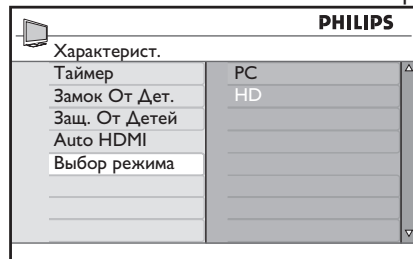 PHILIPS
Характерист.
Таймер
PC
Замок От Дет.
HD
Защ. От Детей
Auto HDMI
Выбор режима